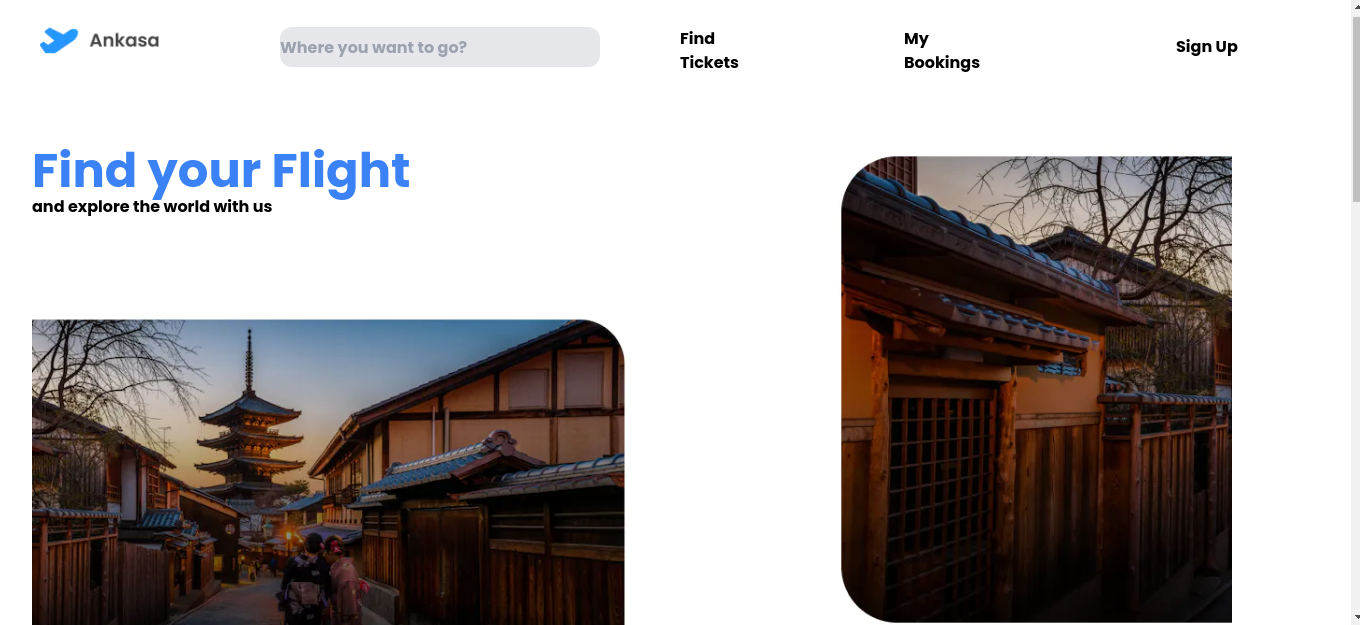 Ankasa
Where you want to go?
Find
Tickets
My
Bookings
Sign Up
Find your Flight
and explore the world with us